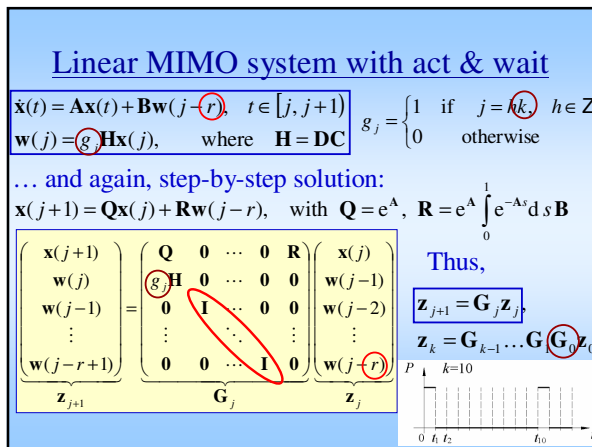 Linear MIMO system with act & wait
ẋ(t) = Ax(t) + Bw(j − r), t ∈ [j, j + 1)
w(j) = g_j Hx(j), where H = DC
g_j = {1 if j = hk, h ∈ Z
0 otherwise
… and again, step-by-step solution:
x(j + 1) = Qx(j) + Rw(j − r), with Q = e^A, R = e^A ∫_0^1 e^{−As} d s B
x(j + 1) Q 0 ⋯ 0 R x(j)
w(j) g_j H 0 ⋯ 0 0 w(j − 1)
w(j − 1) = 0 I ⋯ 0 0 w(j − 2)
⋮ ⋮ ⋱ ⋮ ⋮
w(j − r + 1) 0 0 ⋯ I 0 w(j − r)
z_{j+1} G_j z_j
Thus,
z_{j+1} = G_j z_j,
z_k = G_{k−1} … G_1 G_0 z_0
P k=10
0 t_1 t_2 t_10